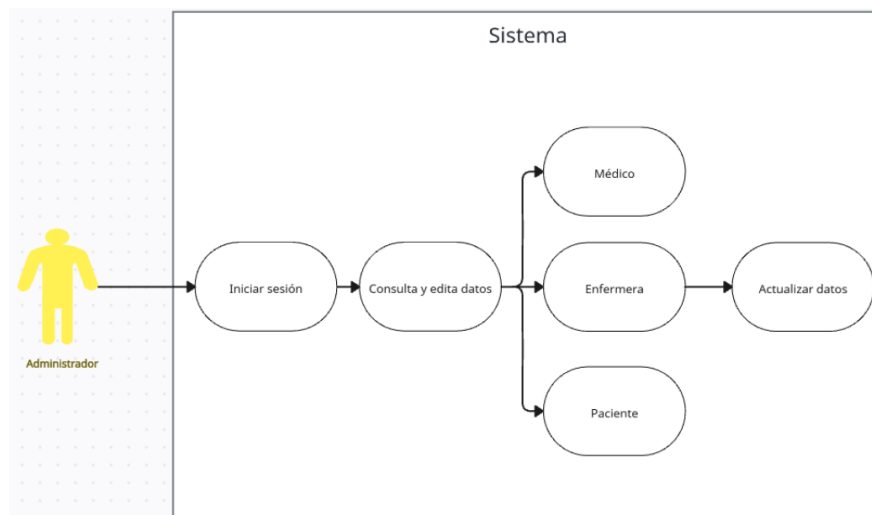 Sistema
Médico
Iniciar sesión
Consulta y edita datos
Enfermera
Actualizar datos
Administrador
Paciente